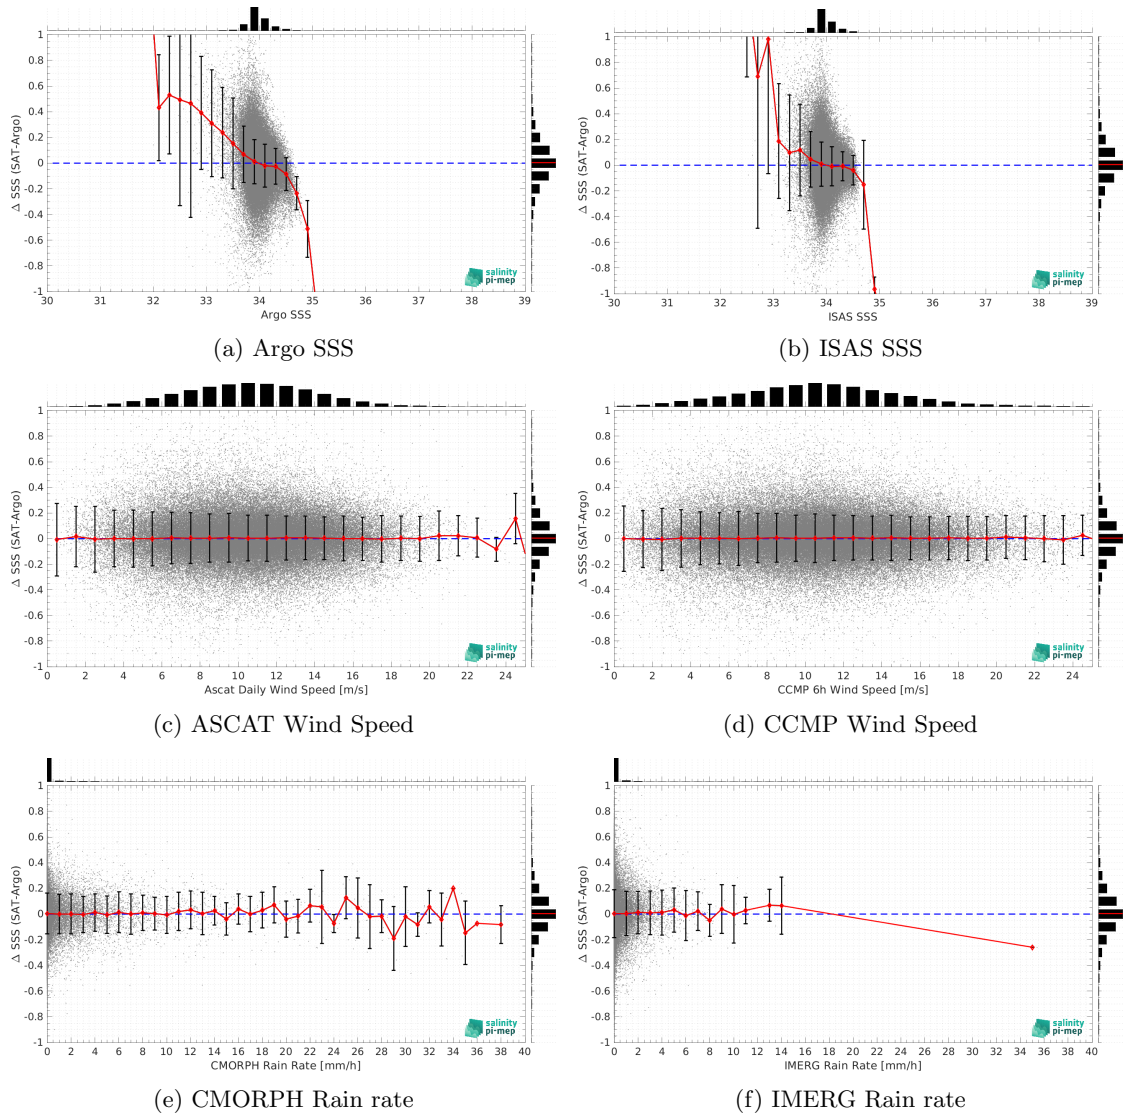 1
0.8
0.6
0.4
0.2
0
-0.2
-0.4
-0.6
-0.8
-1
Δ SSS (SAT-Argo)
30 31 32 33 34 35 36 37 38 39
Argo SSS
salinity
pi-mep
(a) Argo SSS
1
0.8
0.6
0.4
0.2
0
-0.2
-0.4
-0.6
-0.8
-1
Δ SSS (SAT-Argo)
30 31 32 33 34 35 36 37 38 39
ISAS SSS
salinity
pi-mep
(b) ISAS SSS
1
0.8
0.6
0.4
0.2
0
-0.2
-0.4
-0.6
-0.8
-1
Δ SSS (SAT-Argo)
0 2 4 6 8 10 12 14 16 18 20 22 24
Ascat Daily Wind Speed [m/s]
salinity
pi-mep
(c) ASCAT Wind Speed
1
0.8
0.6
0.4
0.2
0
-0.2
-0.4
-0.6
-0.8
-1
Δ SSS (SAT-Argo)
0 2 4 6 8 10 12 14 16 18 20 22 24
CCMP 6h Wind Speed [m/s]
salinity
pi-mep
(d) CCMP Wind Speed
1
0.8
0.6
0.4
0.2
0
-0.2
-0.4
-0.6
-0.8
-1
Δ SSS (SAT-Argo)
0 2 4 6 8 10 12 14 16 18 20 22 24 26 28 30 32 34 36 38 40
CMORPH Rain Rate [mm/h]
salinity
pi-mep
(e) CMORPH Rain rate
1
0.8
0.6
0.4
0.2
0
-0.2
-0.4
-0.6
-0.8
-1
Δ SSS (SAT-Argo)
0 2 4 6 8 10 12 14 16 18 20 22 24 26 28 30 32 34 36 38 40
IMERG Rain Rate [mm/h]
salinity
pi-mep
(f) IMERG Rain rate